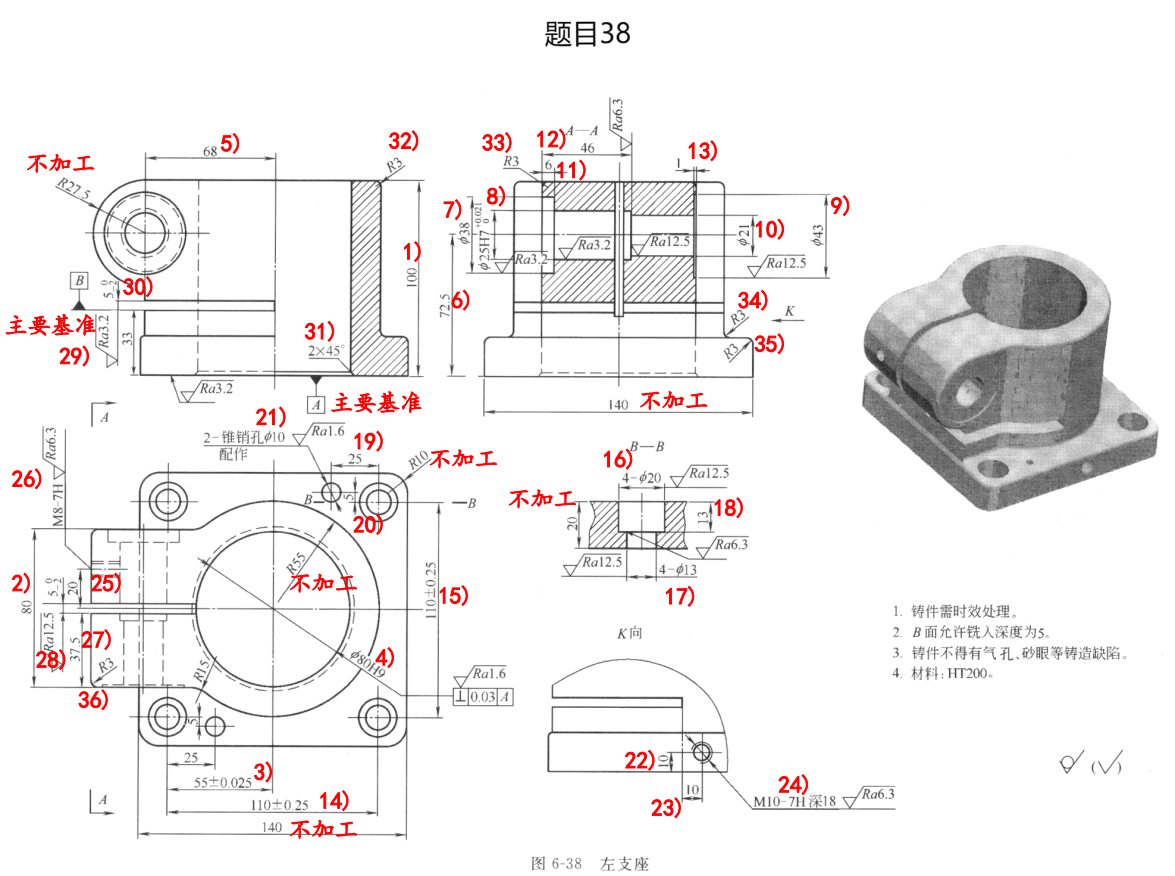 题目38
不加工
R27.5
68 5)
32)
R3
1)
100
B
30)
5 0 -2
主要基准
29)
Ra3.2
33
31)
2×45°
Ra3.2
A 主要基准
A—A
Ra6.3
33)
R3
12)
46
6 11)
1 13)
7)
φ38
8)
φ25H7 +0.021 0
Ra3.2
Ra3.2
Ra12.5
10)
φ21
9)
φ43
Ra12.5
6)
72.5
34)
R3
K
R3
35)
140 不加工
A
21)
2-锥销孔φ10 Ra1.6
配作
19)
25
R10 不加工
B
B
5
20)
26)
M8-7H
Ra6.3
2)
80
5 0 -2
20
25)
27)
37.5
28)
Ra12.5
R3
36)
R55
不加工
110±0.25
15)
φ80H9
4)
R15
Ra1.6
⊥ 0.03 A
5
25
55±0.025 3)
A
110±0.25 14)
140 不加工
B—B
16)
4-φ20
Ra12.5
不加工
20
13
18)
Ra6.3
Ra12.5
4-φ13
17)
K向
22)
10
10
23)
24)
M10-7H深18 Ra6.3
1. 铸件需时效处理。
2. B面允许铣入深度为5。
3. 铸件不得有气孔、砂眼等铸造缺陷。
4. 材料:HT200。
(√)
图 6-38 左支座